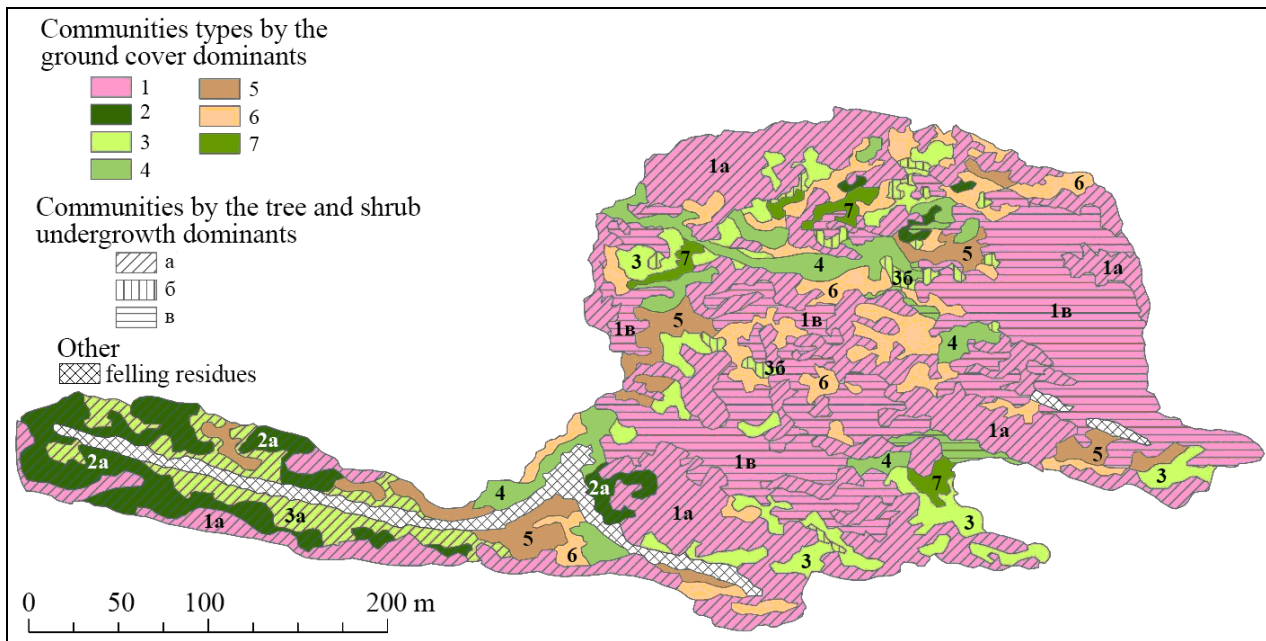 Communities types by the
ground cover dominants
1 5
2 6
3 7
4
Communities by the tree and shrub
undergrowth dominants
а
б
в
Other
felling residues
1а
6
7
3 7 4 3б 5 1а
6
1в 5 1в 1в
4
3б 6
2а 1а
5
2а 1в
4 2а 4 7 3
1а 3а 1а 3
5
6 3
0 50 100 200 m